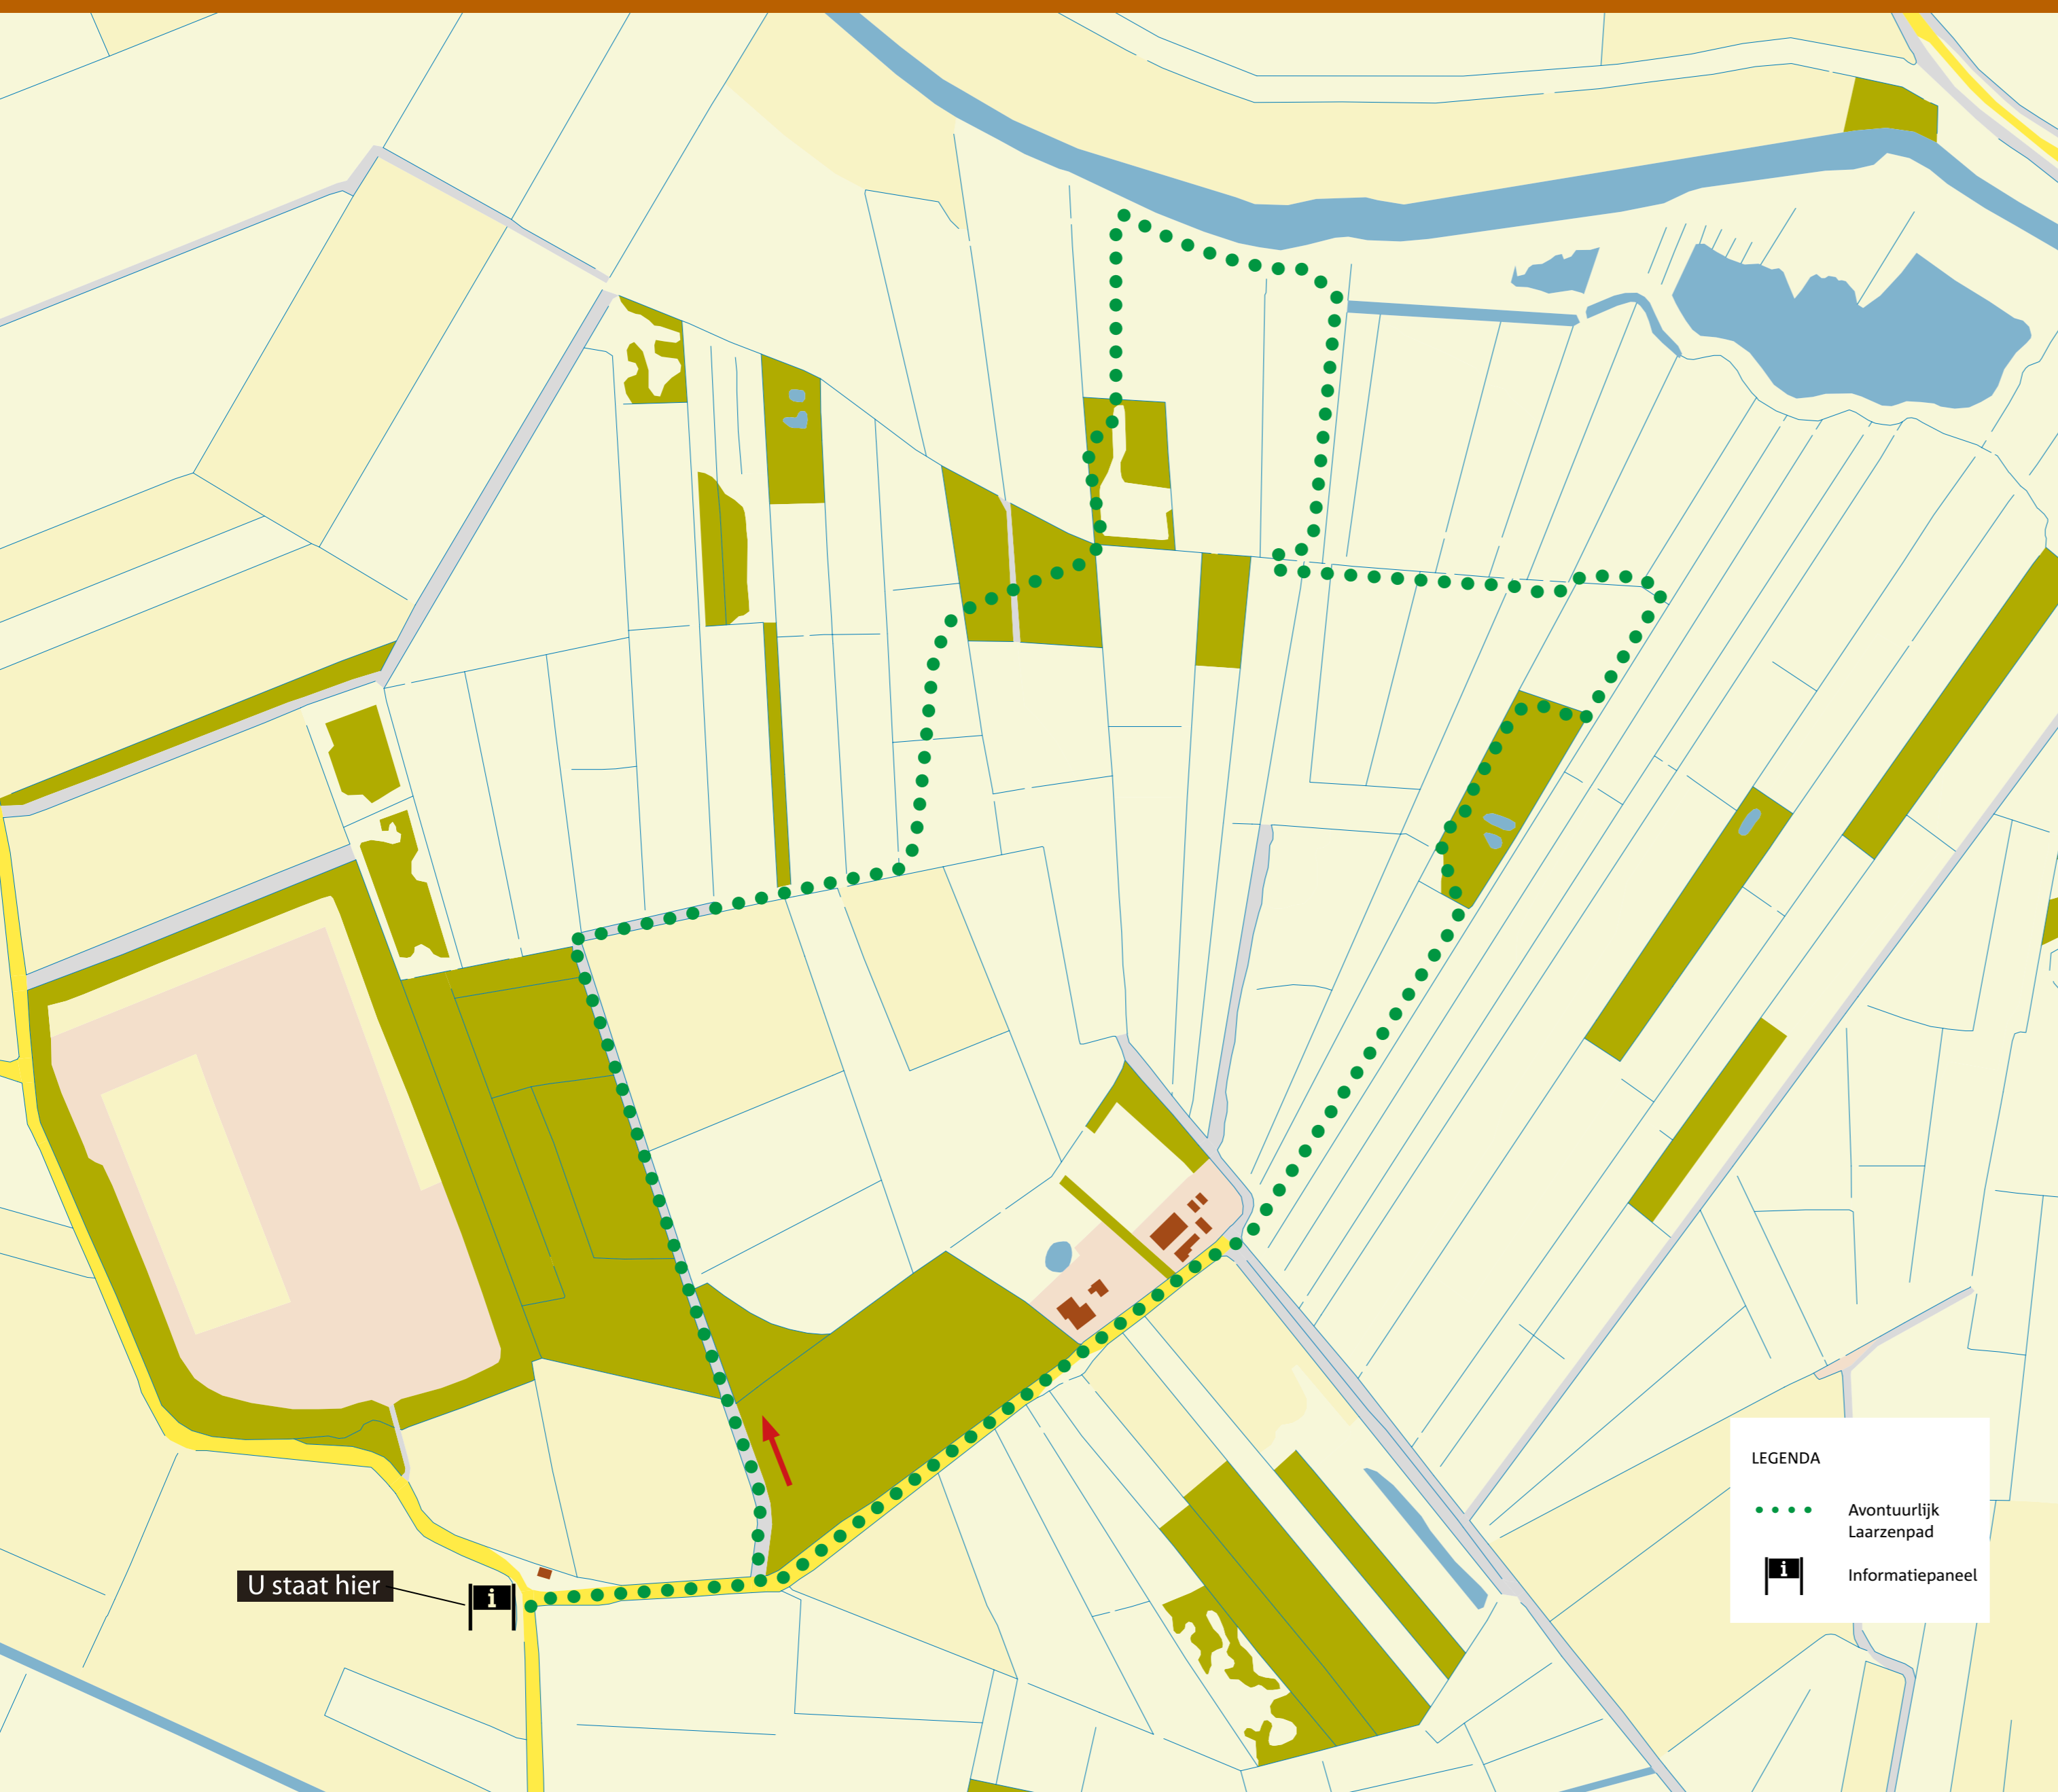 LEGENDA
Avontuurlijk
Laarzenpad
i
Informatiepaneel
U staat hier
i